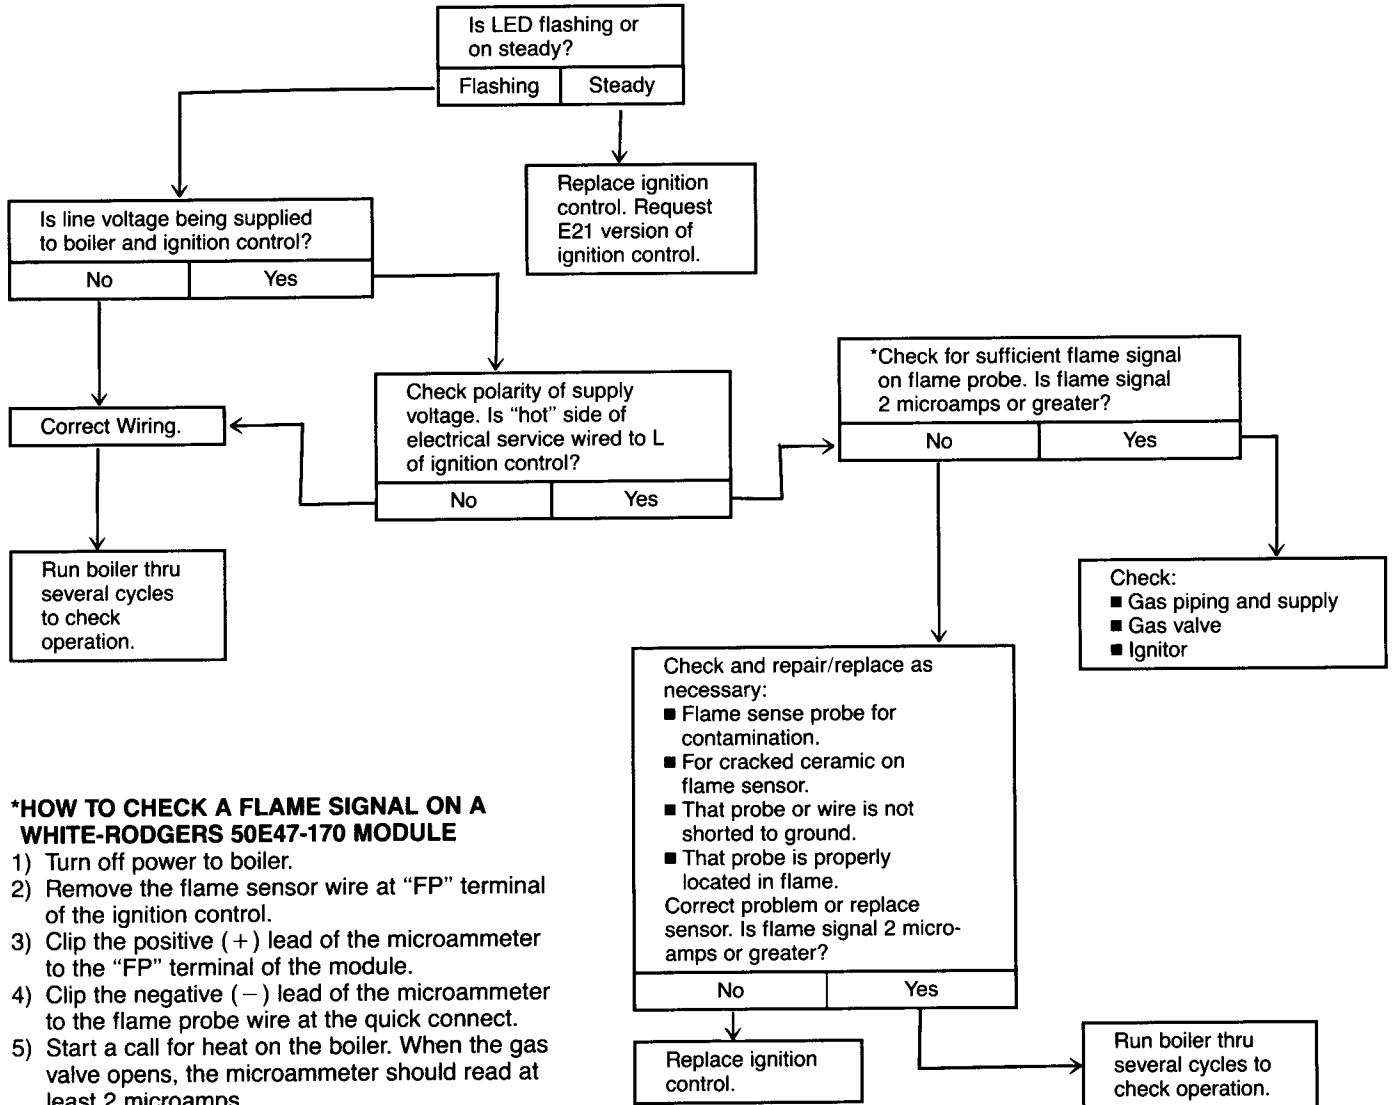 Is LED flashing or
on steady?
Flashing
Steady
Replace ignition
control. Request
E21 version of
ignition control.
Is line voltage being supplied
to boiler and ignition control?
No
Yes
Correct Wiring.
Run boiler thru
several cycles
to check
operation.
Check polarity of supply
voltage. Is “hot” side of
electrical service wired to L
of ignition control?
No
Yes
*Check for sufficient flame signal
on flame probe. Is flame signal
2 microamps or greater?
No
Yes
Check:
■ Gas piping and supply
■ Gas valve
■ Ignitor
Check and repair/replace as
necessary:
■ Flame sense probe for
contamination.
■ For cracked ceramic on
flame sensor.
■ That probe or wire is not
shorted to ground.
■ That probe is properly
located in flame.
Correct problem or replace
sensor. Is flame signal 2 micro-
amps or greater?
No
Yes
Replace ignition
control.
Run boiler thru
several cycles to
check operation.
*HOW TO CHECK A FLAME SIGNAL ON A
WHITE-RODGERS 50E47-170 MODULE
1) Turn off power to boiler.
2) Remove the flame sensor wire at “FP” terminal
of the ignition control.
3) Clip the positive (+) lead of the microammeter
to the “FP” terminal of the module.
4) Clip the negative (−) lead of the microammeter
to the flame probe wire at the quick connect.
5) Start a call for heat on the boiler. When the gas
valve opens, the microammeter should read at
least 2 microamps